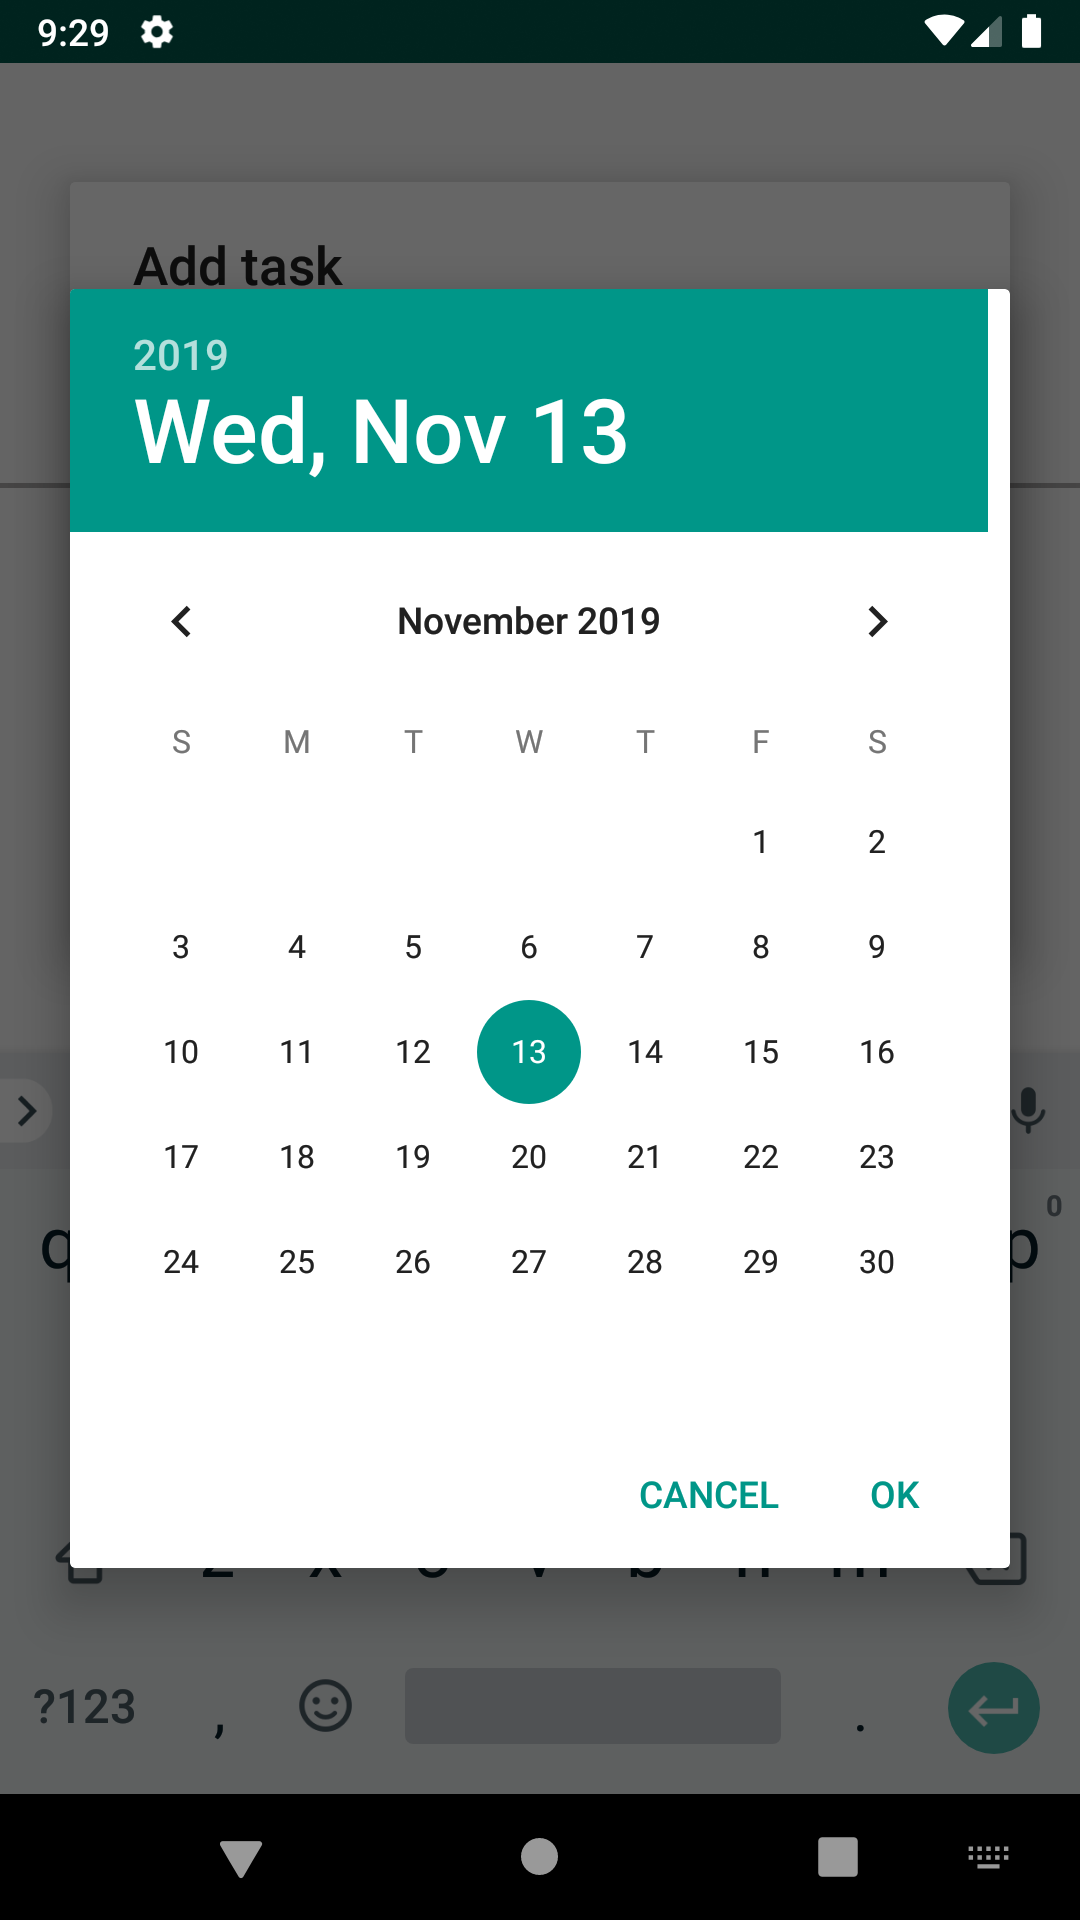 9:29
Add task
2019
Wed, Nov 13
November 2019
S M T W T F S
1 2
3 4 5 6 7 8 9
10 11 12 13 14 15 16
17 18 19 20 21 22 23
24 25 26 27 28 29 30
CANCEL OK
0
q p
z x c v b n m
?123 , .